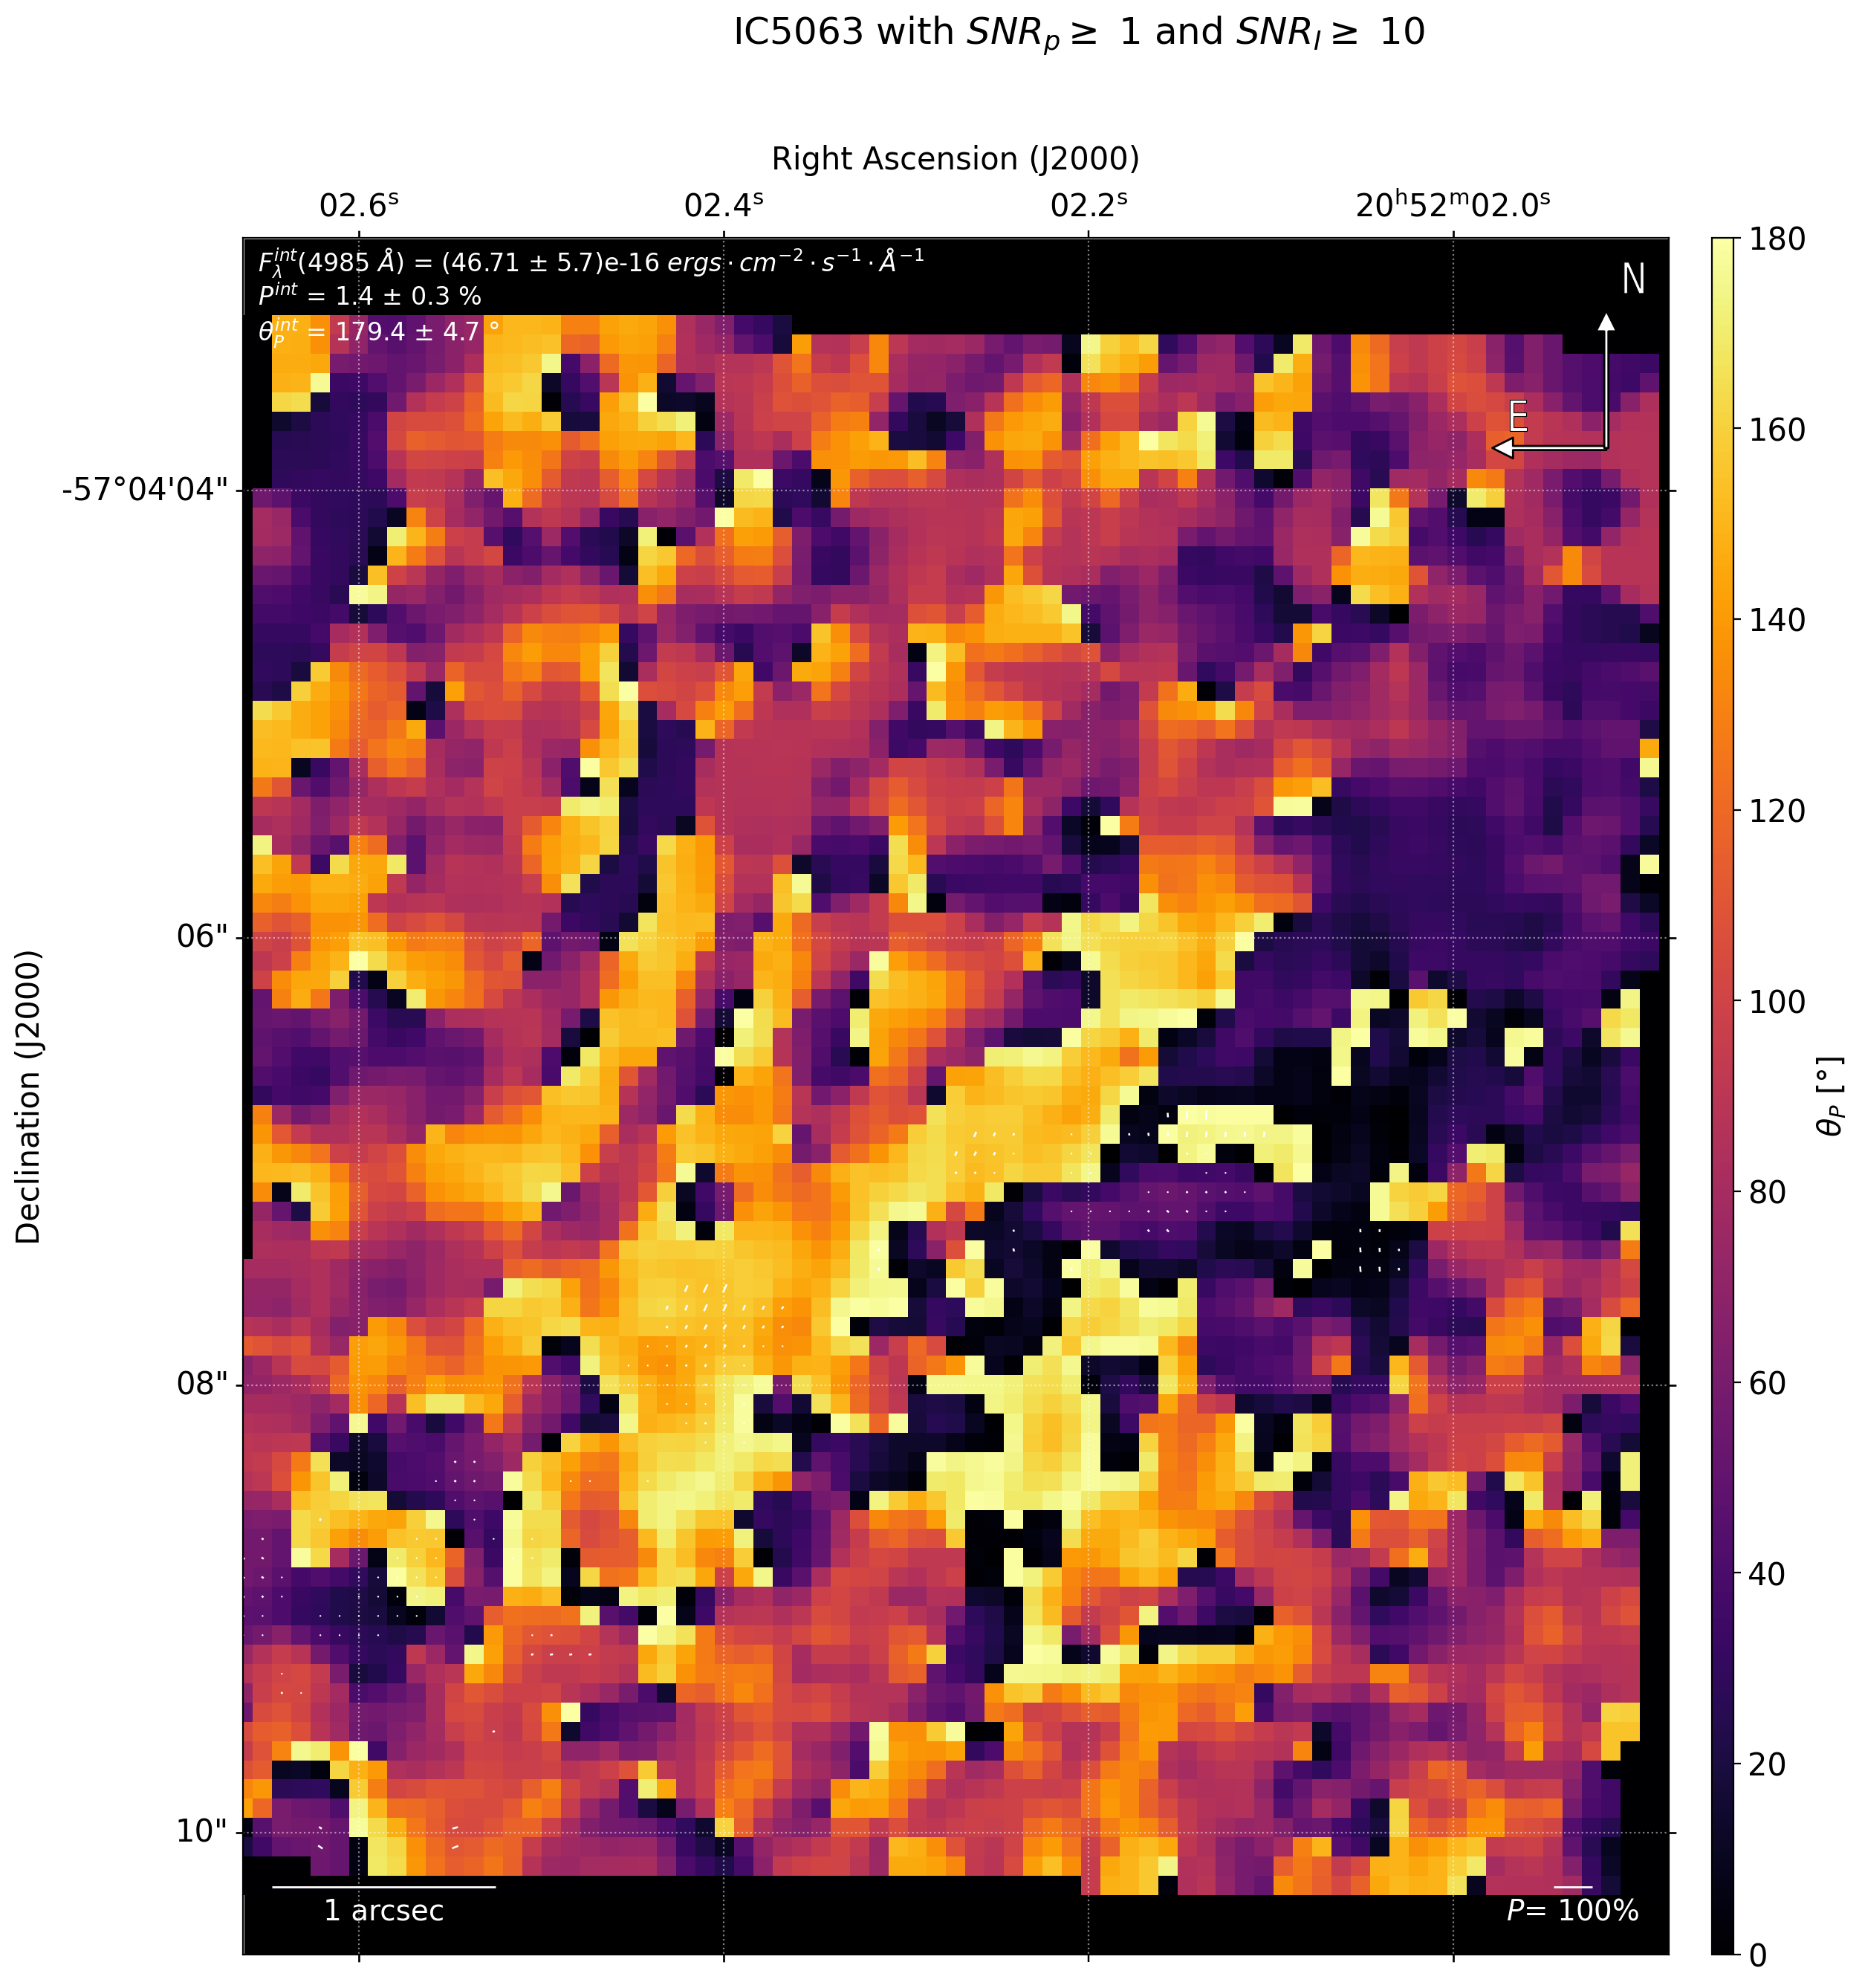 IC5063 with SNR_p ≥ 1 and SNR_I ≥ 10
Right Ascension (J2000)
02.6ˢ 02.4ˢ 02.2ˢ 20ʰ52ᵐ02.0ˢ
F_λ^int(4985 Å) = (46.71 ± 5.7)e-16 ergs · cm⁻² · s⁻¹ · Å⁻¹
P^int = 1.4 ± 0.3 %
θ_P^int = 179.4 ± 4.7 °
N
E
-57°04'04"
06"
08"
10"
Declination (J2000)
1 arcsec
P= 100%
180
160
140
120
100
80
60
40
20
0
θ_P [°]